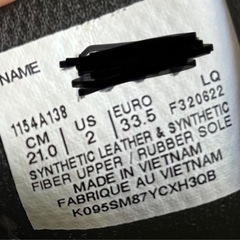 NAME
1154A138 LQ
CM US EURO F320622
21.0 2 33.5
SYNTHETIC LEATHER & SYNTHETIC
FIBER UPPER / RUBBER SOLE
MADE IN VIETNAM
FABRIQUE AU VIETNAM
K095SM87YCXH3QB